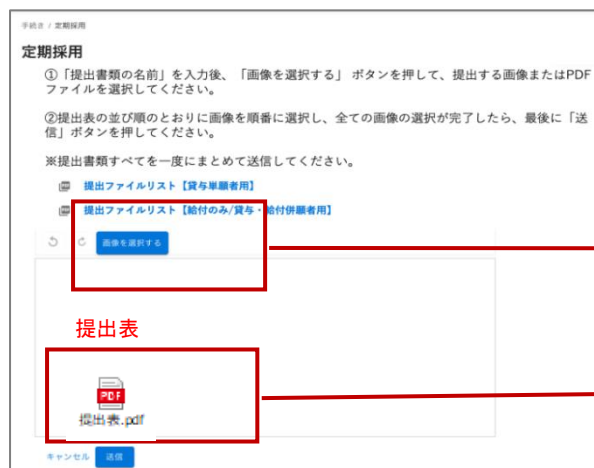 手続き / 定期採用
定期採用
①「提出書類の名前」を入力後、「画像を選択する」 ボタンを押して、提出する画像またはPDF
ファイルを選択してください。
②提出表の並び順のとおりに画像を順番に選択し、全ての画像の選択が完了したら、最後に「送
信」ボタンを押してください。
※提出書類すべてを一度にまとめて送信してください。
提出ファイルリスト【貸与単願者用】
提出ファイルリスト【給付のみ/貸与・給付併願者用】
画像を選択する
提出表
PDF
提出表.pdf
キャンセル 送信